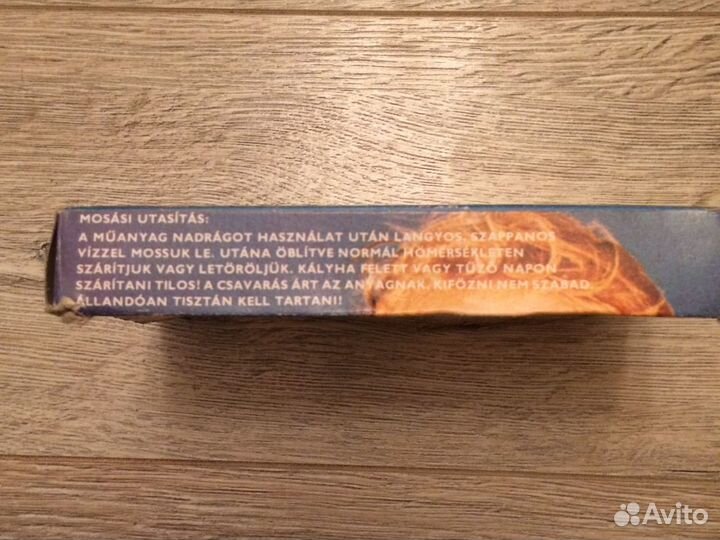 MOSÁSI UTASÍTÁS:
A MŰANYAG NADRÁGOT HASZNÁLAT UTÁN LANGYOS, SZAPPANOS
VÍZZEL MOSSUK LE. UTÁNA ÖBLÍTVE NORMÁL HŐMÉRSÉKLETEN
SZÁRÍTJUK VAGY LETÖRÖLJÜK. KÁLYHA FELETT VAGY TŰZŐ NAPON
SZÁRÍTANI TILOS! A CSAVARÁS ÁRT AZ ANYAGNAK, KIFŐZNI NEM SZABAD.
ÁLLANDÓAN TISZTÁN KELL TARTANI!
Avito